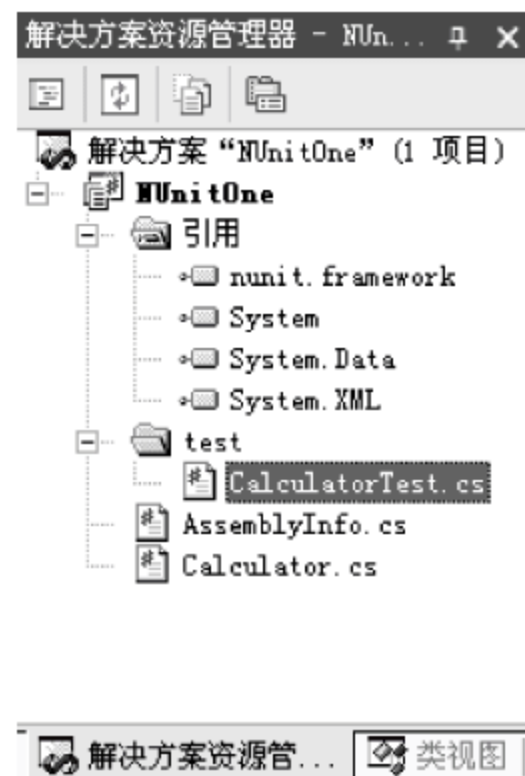 解决方案资源管理器 - NUn...
解决方案 “NUnitOne” (1 项目)
NUnitOne
引用
nunit.framework
System
System.Data
System.XML
test
CalculatorTest.cs
AssemblyInfo.cs
Calculator.cs
解决方案资源管... 类视图